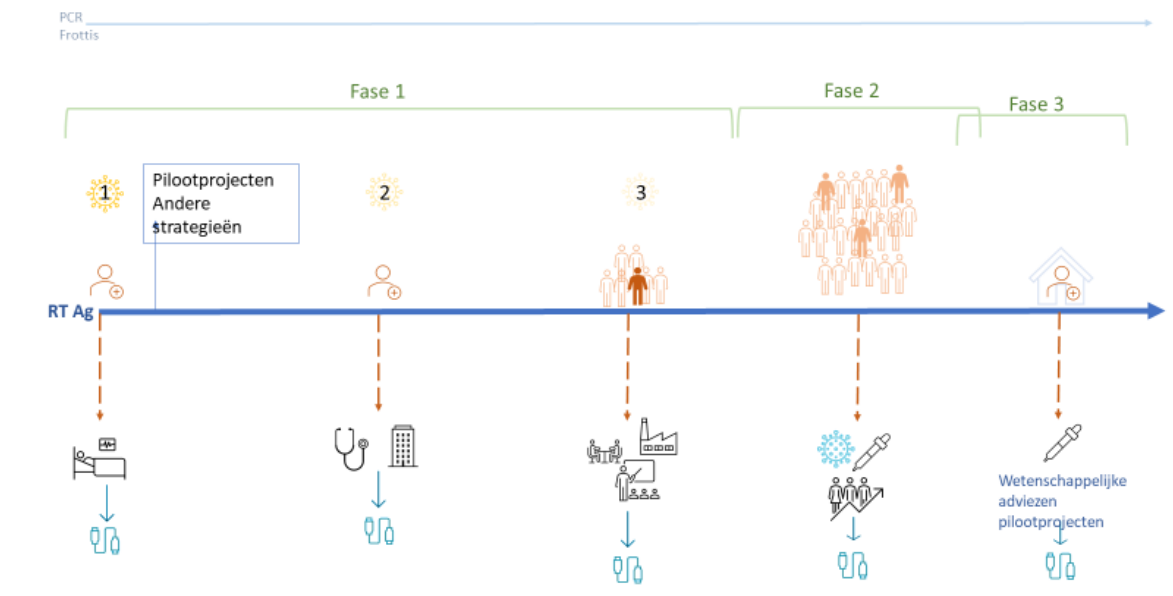 PCR
Frottis
Fase 1
Fase 2
Fase 3
1
Pilootprojecten
Andere
strategieën
2
3
RT Ag
Wetenschappelijke
adviezen
pilootprojecten